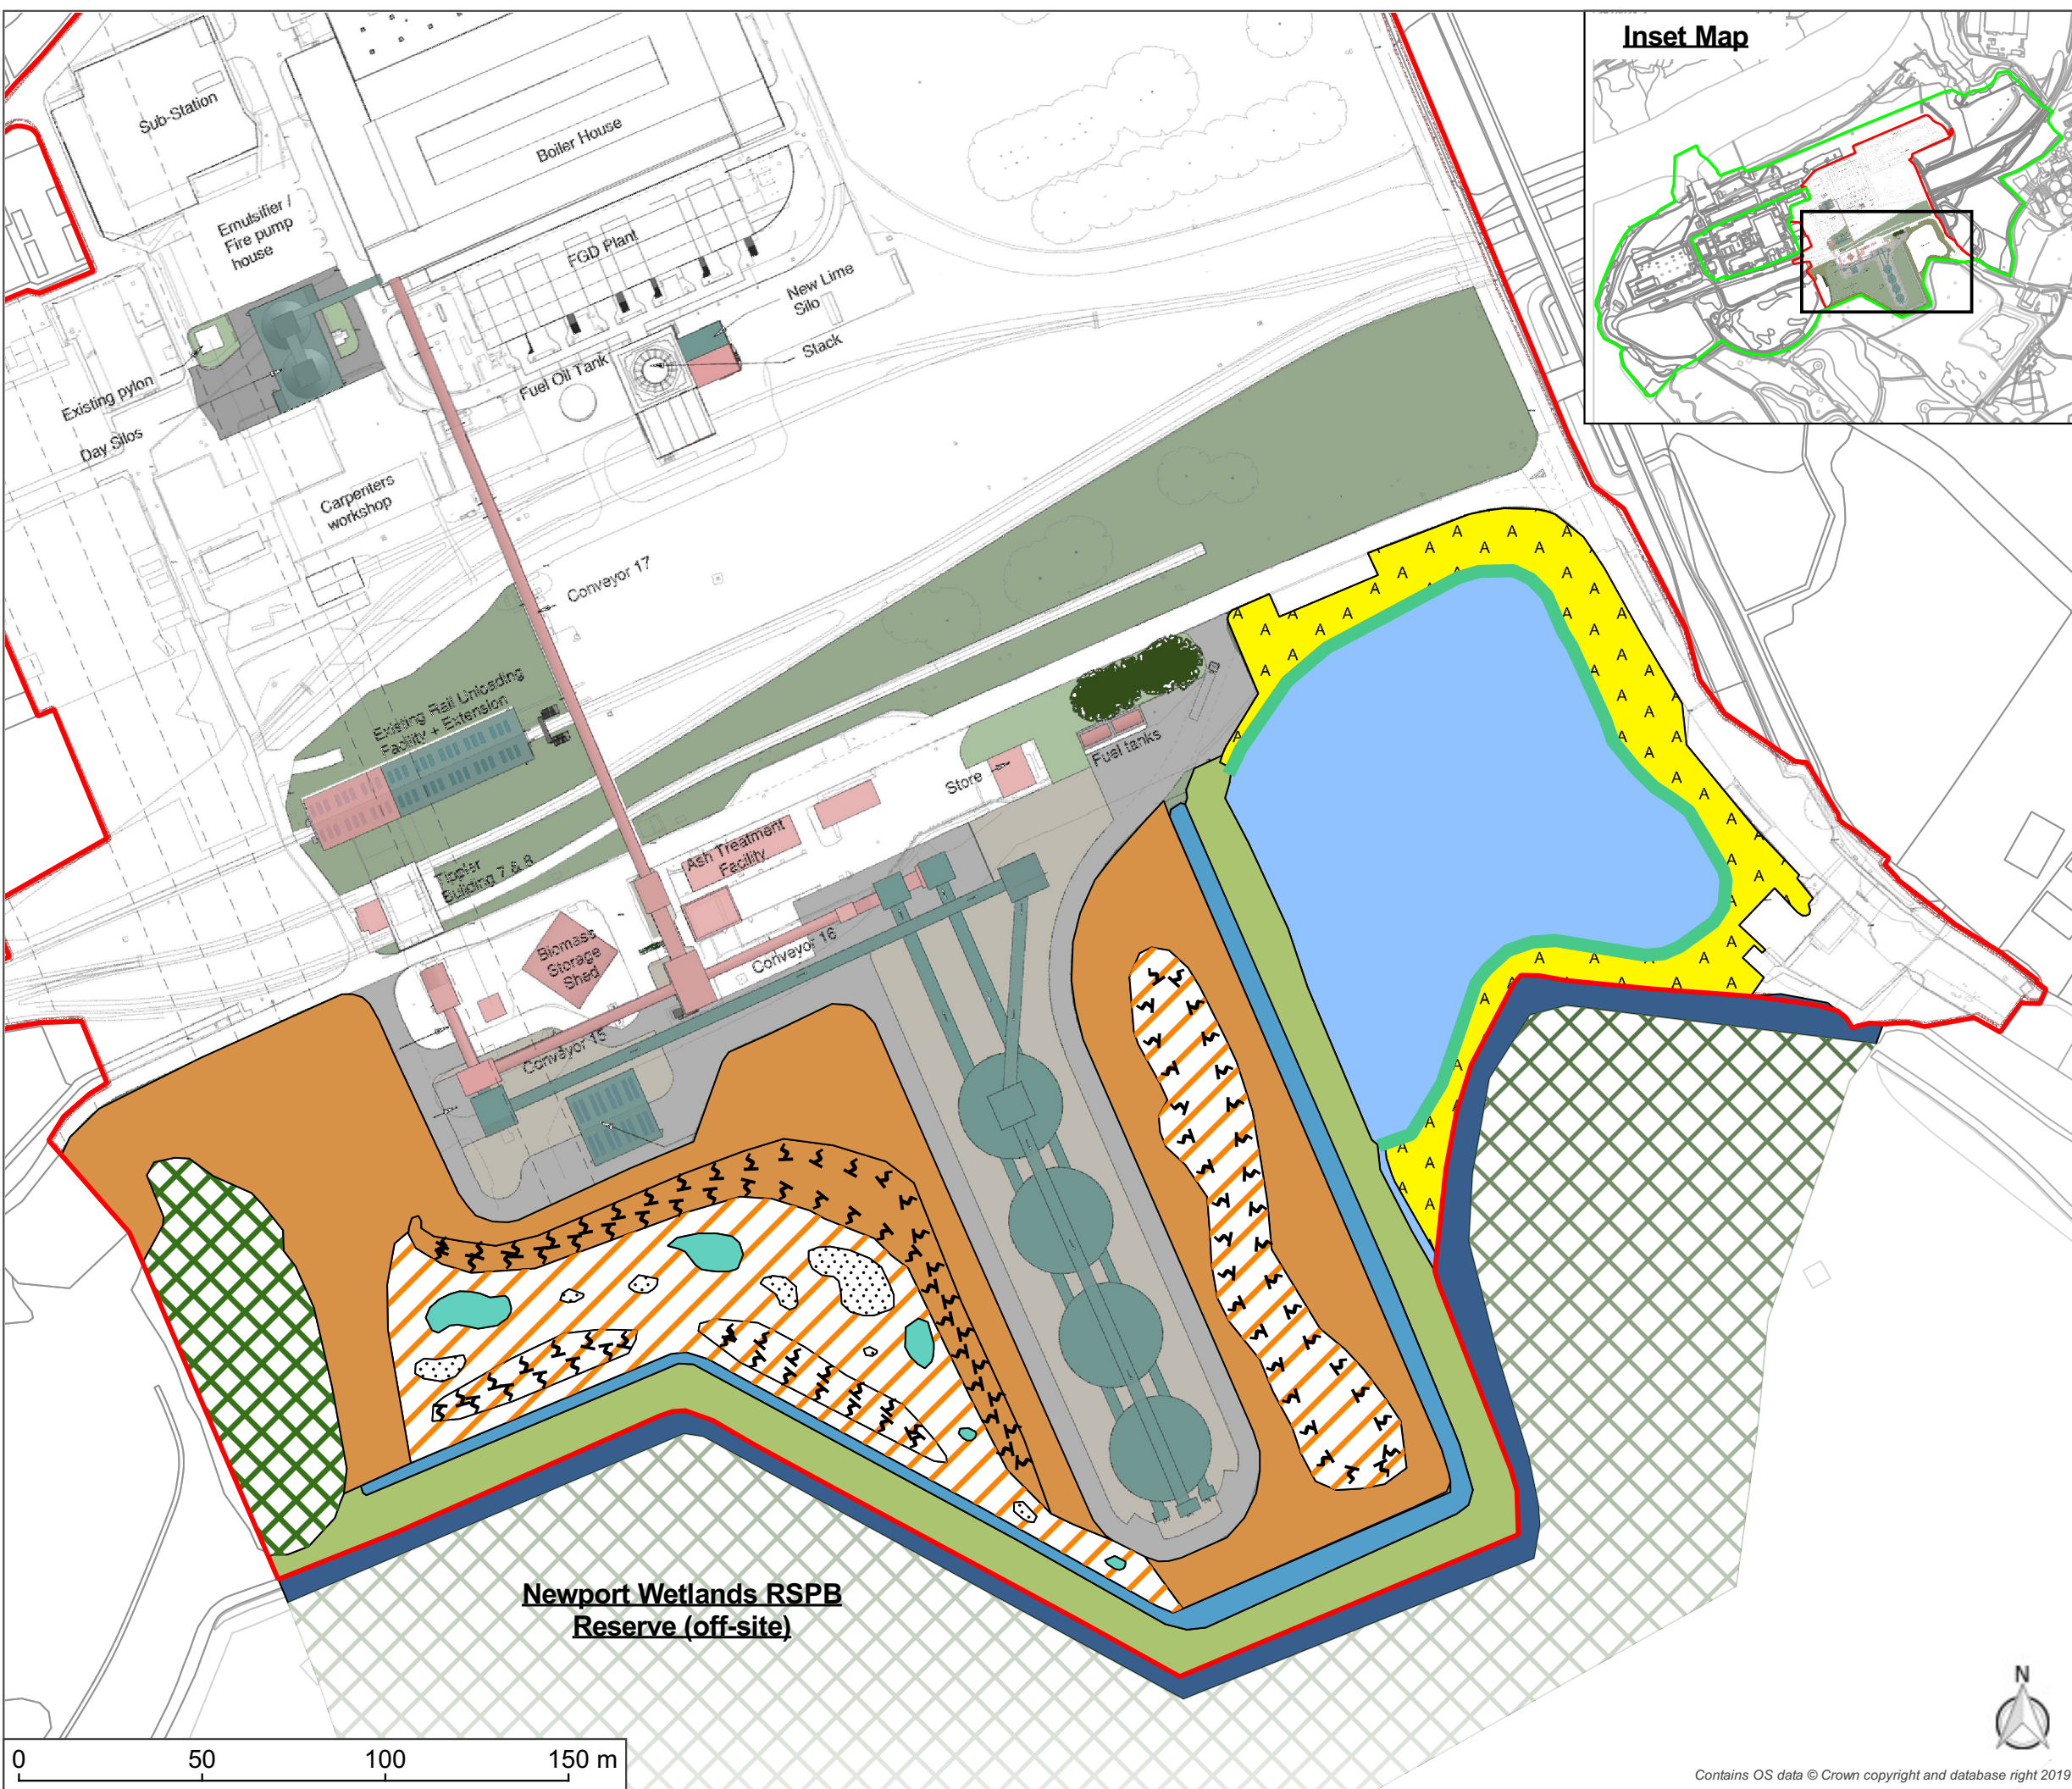 Inset Map
Sub-Station
Boiler House
Emulsifier /
Fire pump
house
FGD Plant
New Lime
Silo
Stack
Fuel Oil Tank
Existing pylon
Day Silos
Carpenters
workshop
Conveyor 17
Existing Rail Unloading
Facility + Extension
Fuel tanks
Store
Ash Treatment
Facility
Tippler
Building 7 & 8
Biomass
Storage
Shed
Conveyor 16
Conveyor 15
Newport Wetlands RSPB
Reserve (off-site)
N
0 50 100 150 m
Contains OS data © Crown copyright and database right 2019